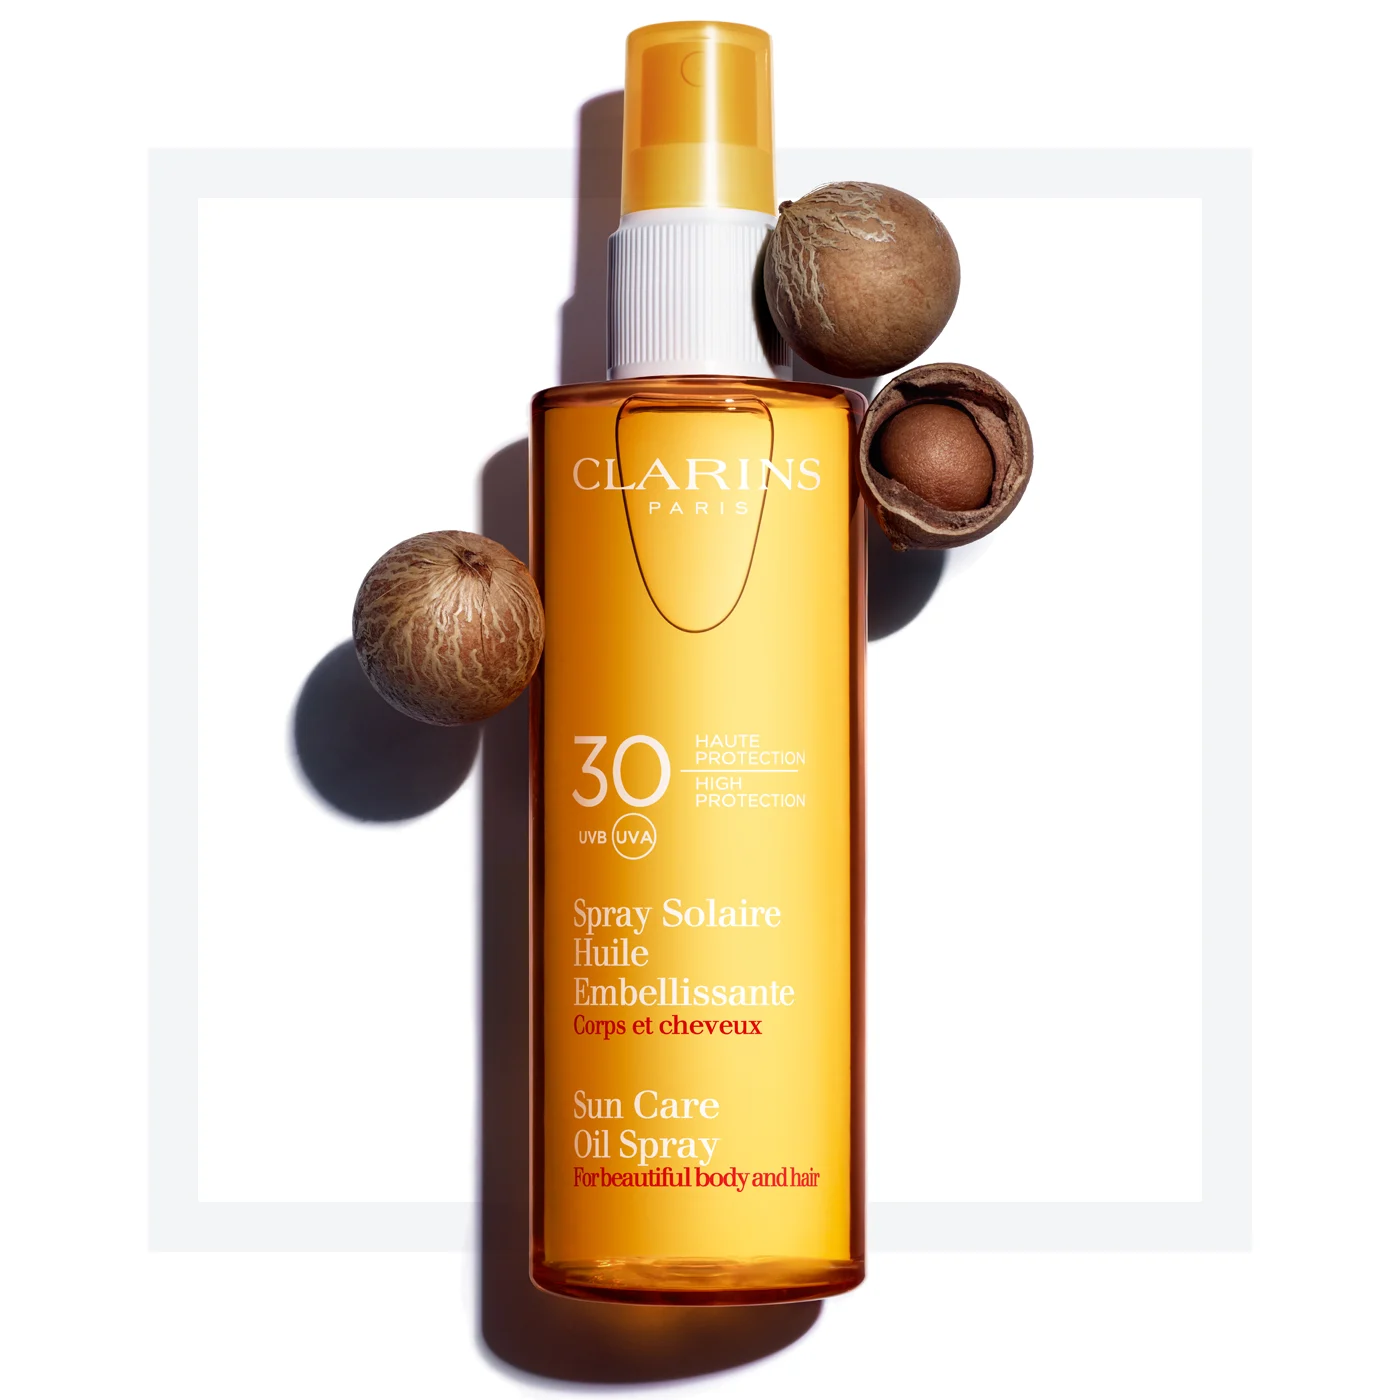 CLARINS
PARIS
30
HAUTE
PROTECTION
HIGH
PROTECTION
UVB UVA
Spray Solaire
Huile
Embellissante
Corps et cheveux
Sun Care
Oil Spray
For beautiful body and hair